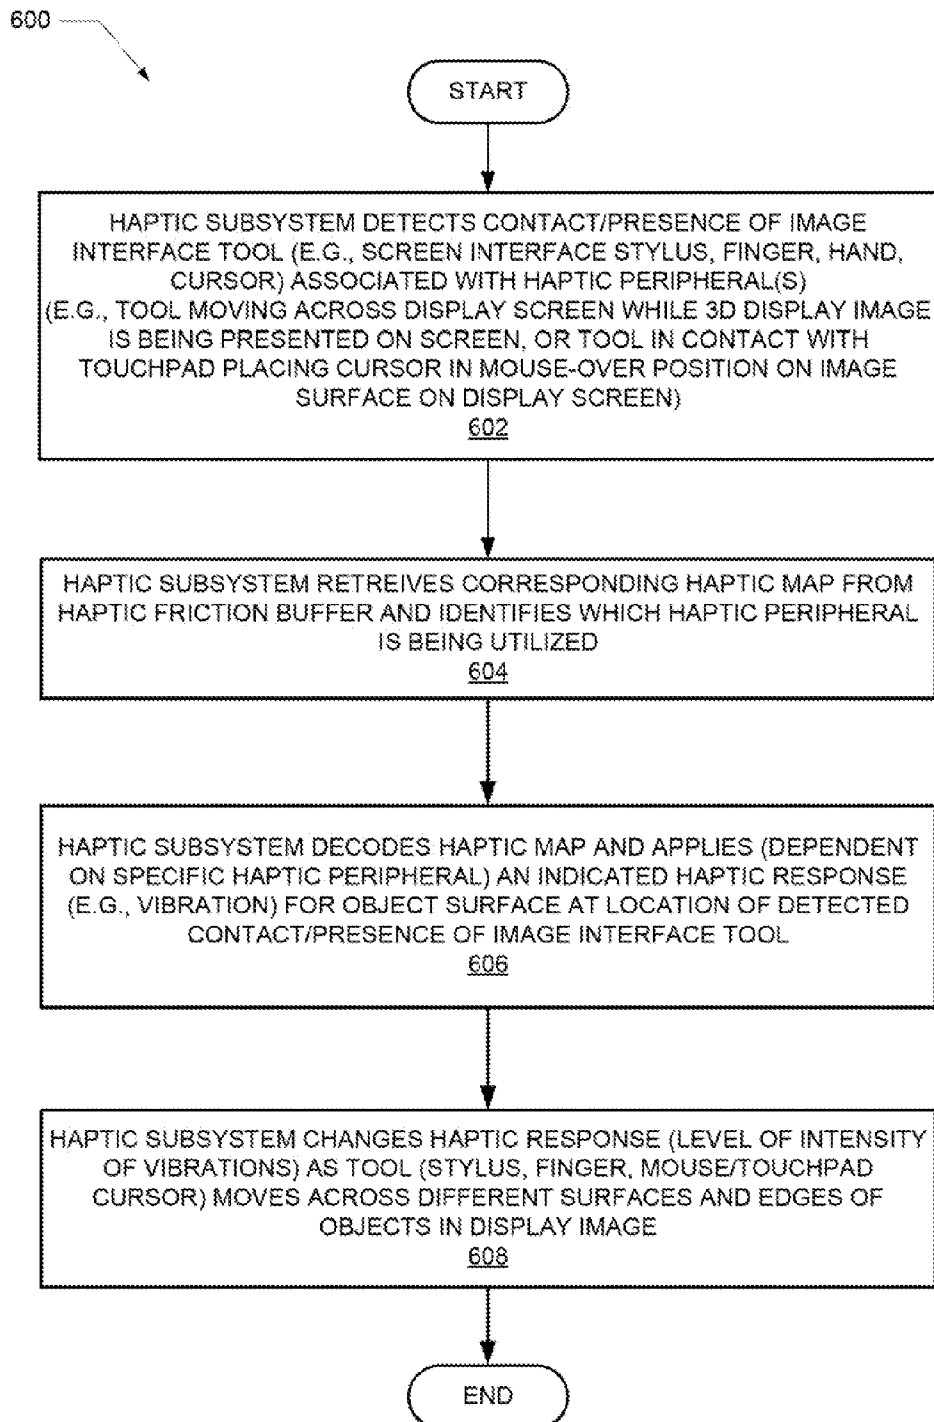 600
START
HAPTIC SUBSYSTEM DETECTS CONTACT/PRESENCE OF IMAGE
INTERFACE TOOL (E.G., SCREEN INTERFACE STYLUS, FINGER, HAND,
CURSOR) ASSOCIATED WITH HAPTIC PERIPHERAL(S)
(E.G., TOOL MOVING ACROSS DISPLAY SCREEN WHILE 3D DISPLAY IMAGE
IS BEING PRESENTED ON SCREEN, OR TOOL IN CONTACT WITH
TOUCHPAD PLACING CURSOR IN MOUSE-OVER POSITION ON IMAGE
SURFACE ON DISPLAY SCREEN)
602
HAPTIC SUBSYSTEM RETREIVES CORRESPONDING HAPTIC MAP FROM
HAPTIC FRICTION BUFFER AND IDENTIFIES WHICH HAPTIC PERIPHERAL
IS BEING UTILIZED
604
HAPTIC SUBSYSTEM DECODES HAPTIC MAP AND APPLIES (DEPENDENT
ON SPECIFIC HAPTIC PERIPHERAL) AN INDICATED HAPTIC RESPONSE
(E.G., VIBRATION) FOR OBJECT SURFACE AT LOCATION OF DETECTED
CONTACT/PRESENCE OF IMAGE INTERFACE TOOL
606
HAPTIC SUBSYSTEM CHANGES HAPTIC RESPONSE (LEVEL OF INTENSITY
OF VIBRATIONS) AS TOOL (STYLUS, FINGER, MOUSE/TOUCHPAD
CURSOR) MOVES ACROSS DIFFERENT SURFACES AND EDGES OF
OBJECTS IN DISPLAY IMAGE
608
END